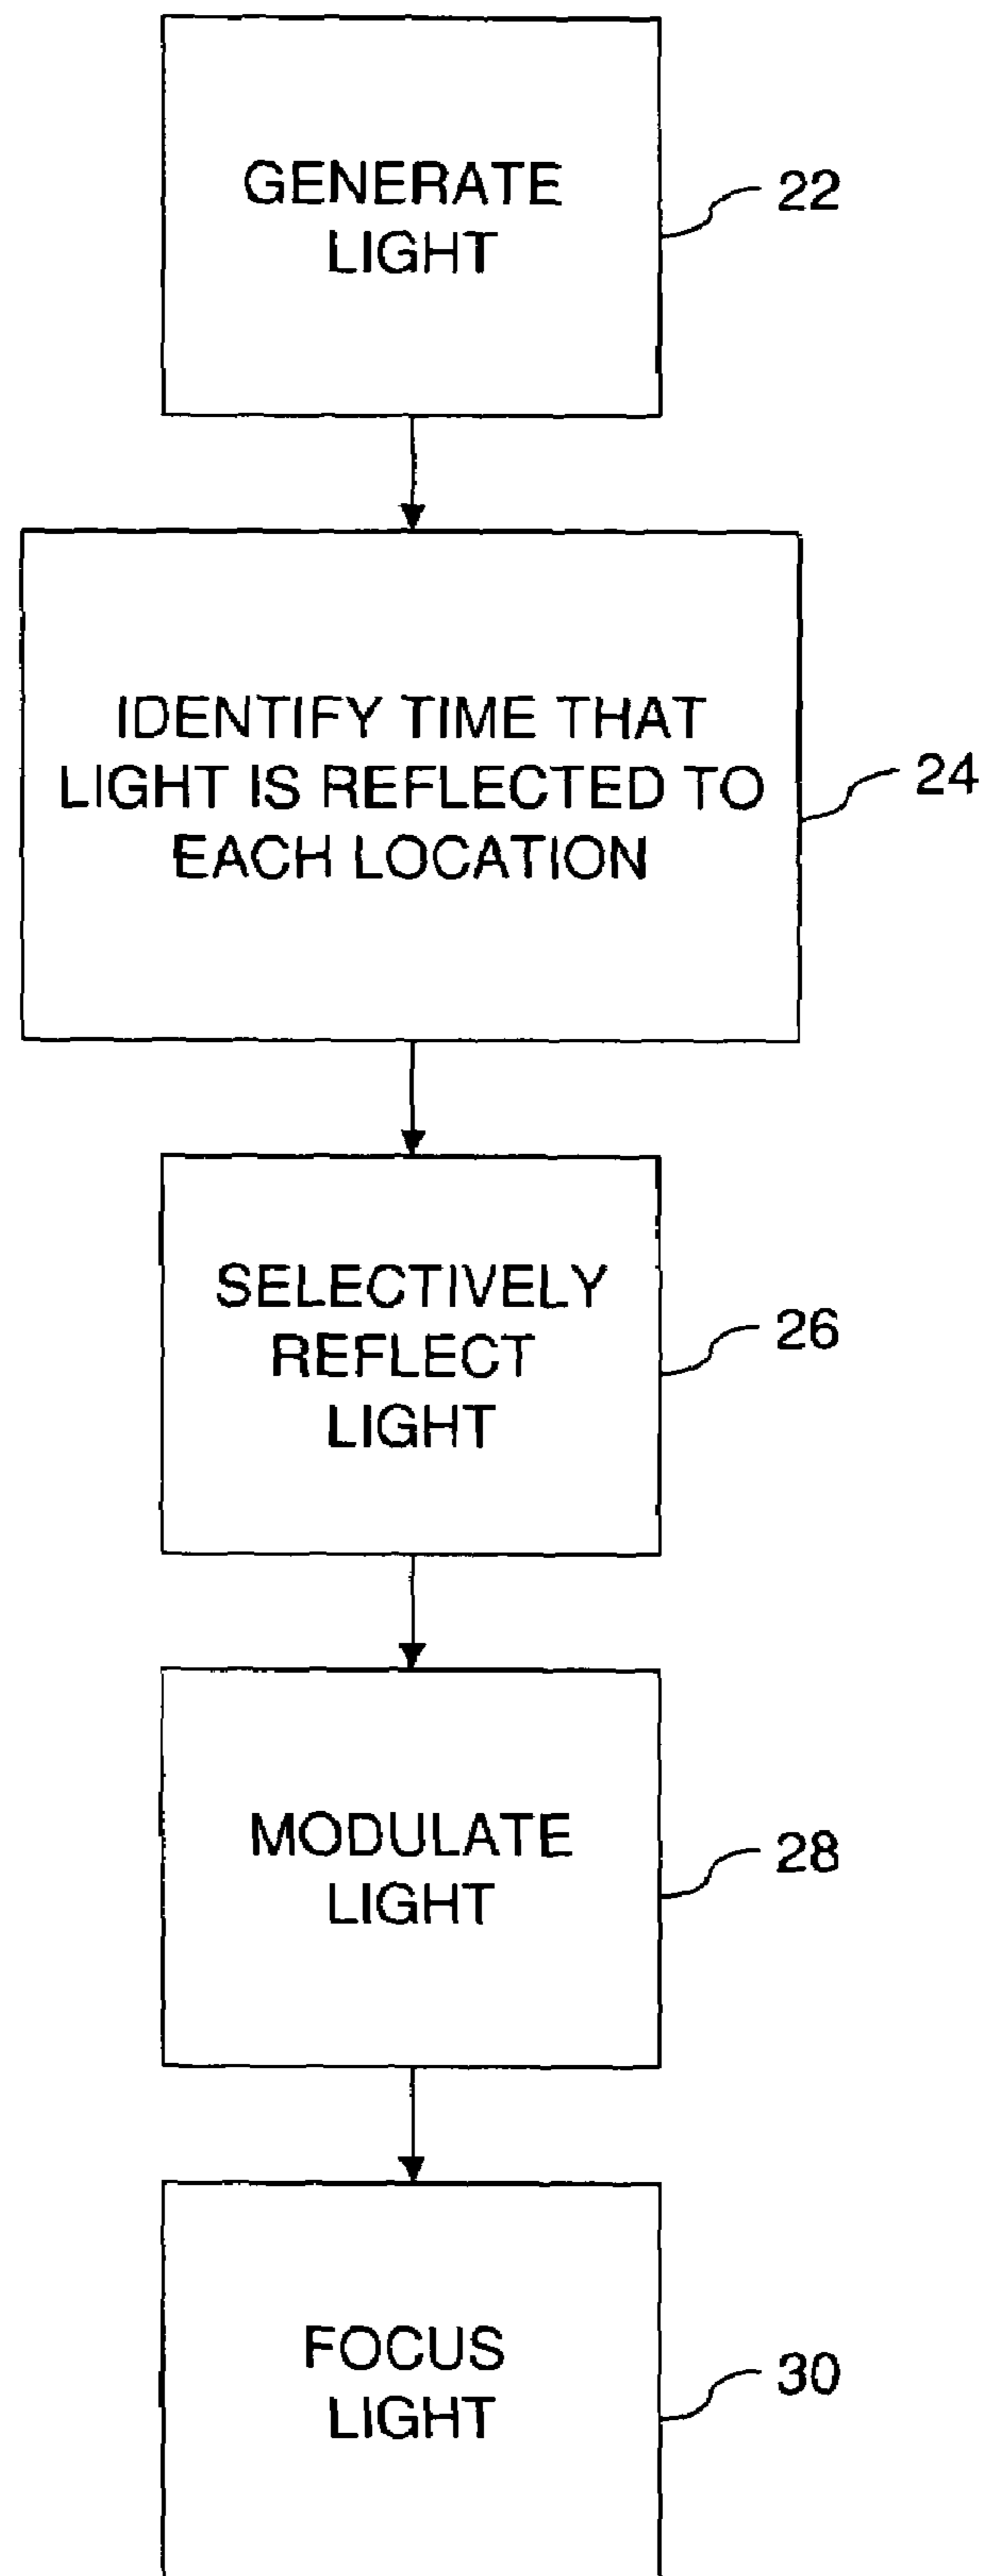 GENERATE
LIGHT
22
IDENTIFY TIME THAT
LIGHT IS REFLECTED TO
EACH LOCATION
24
SELECTIVELY
REFLECT
LIGHT
26
MODULATE
LIGHT
28
FOCUS
LIGHT
30